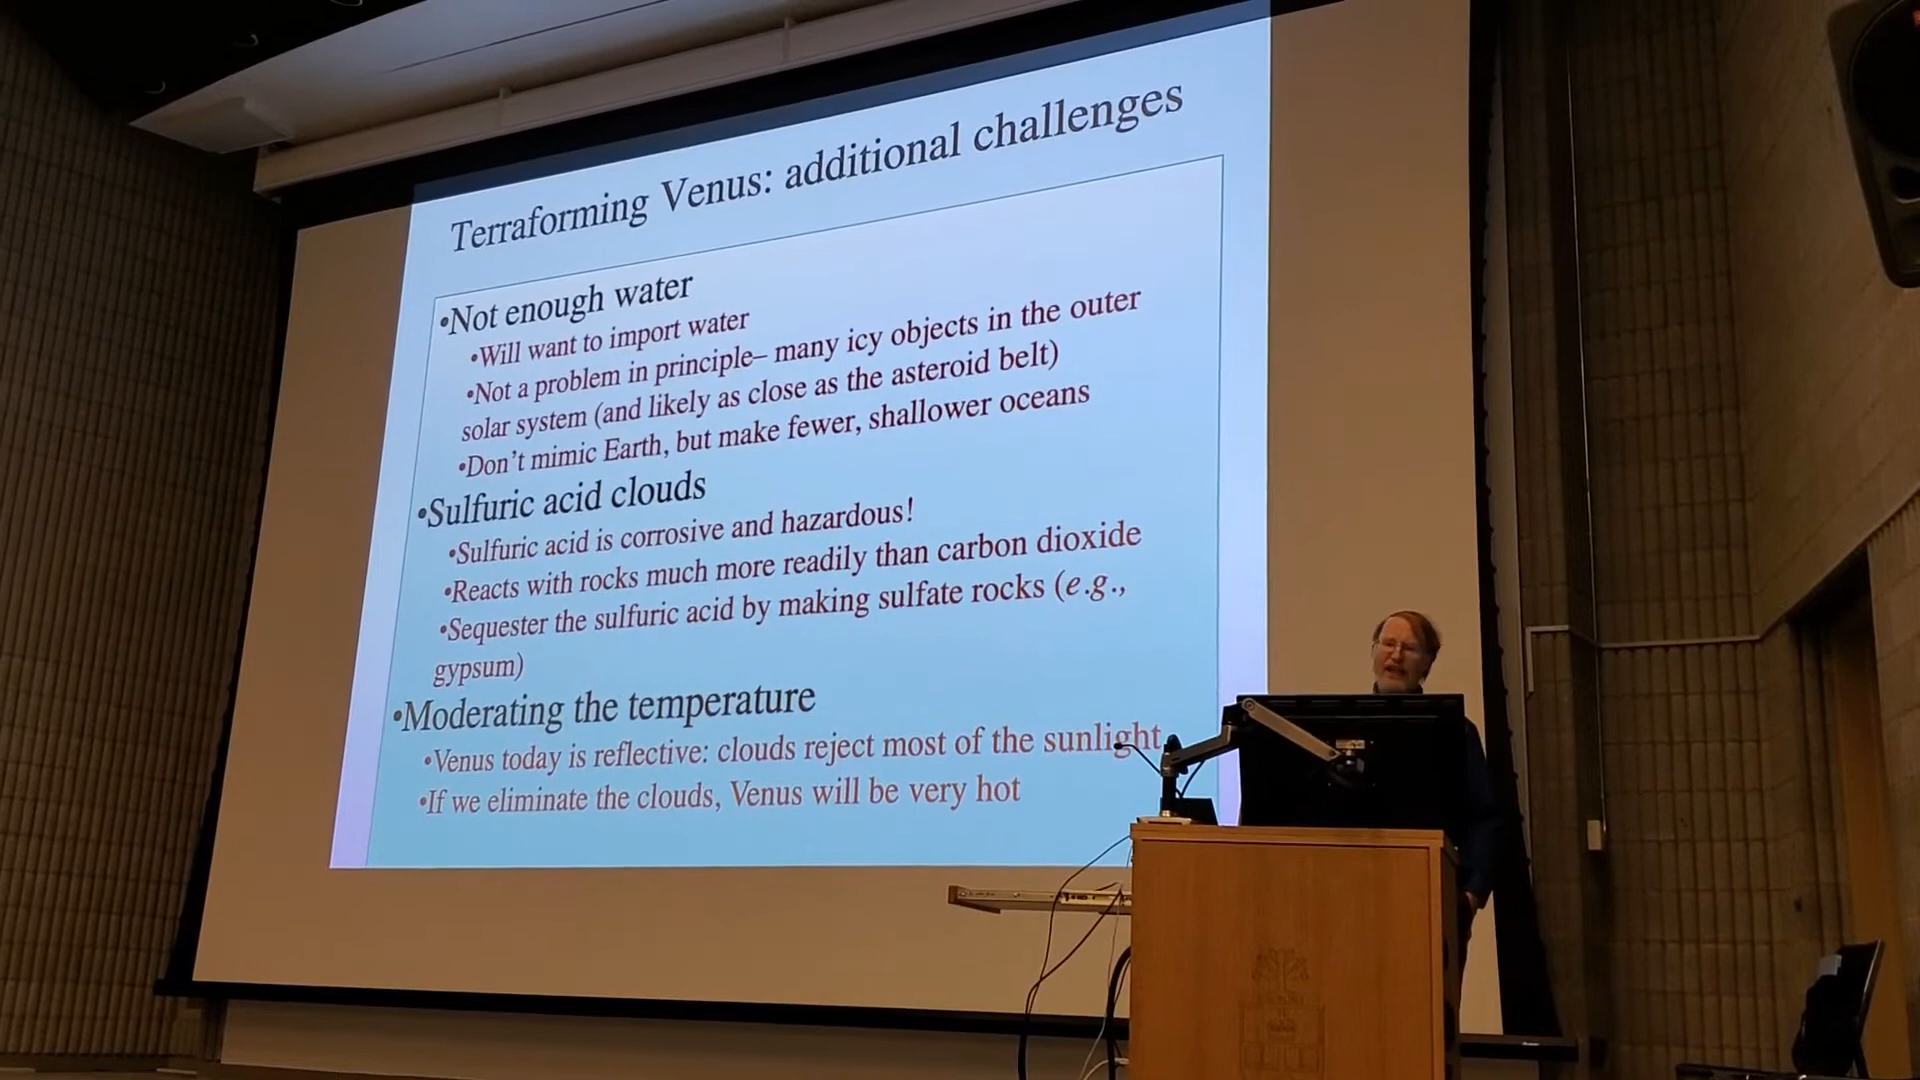 Terraforming Venus: additional challenges
•Not enough water
•Will want to import water
•Not a problem in principle– many icy objects in the outer
solar system (and likely as close as the asteroid belt)
•Don't mimic Earth, but make fewer, shallower oceans
•Sulfuric acid clouds
•Sulfuric acid is corrosive and hazardous!
•Reacts with rocks much more readily than carbon dioxide
•Sequester the sulfuric acid by making sulfate rocks (e.g.,
gypsum)
•Moderating the temperature
•Venus today is reflective: clouds reject most of the sunlight
•If we eliminate the clouds, Venus will be very hot